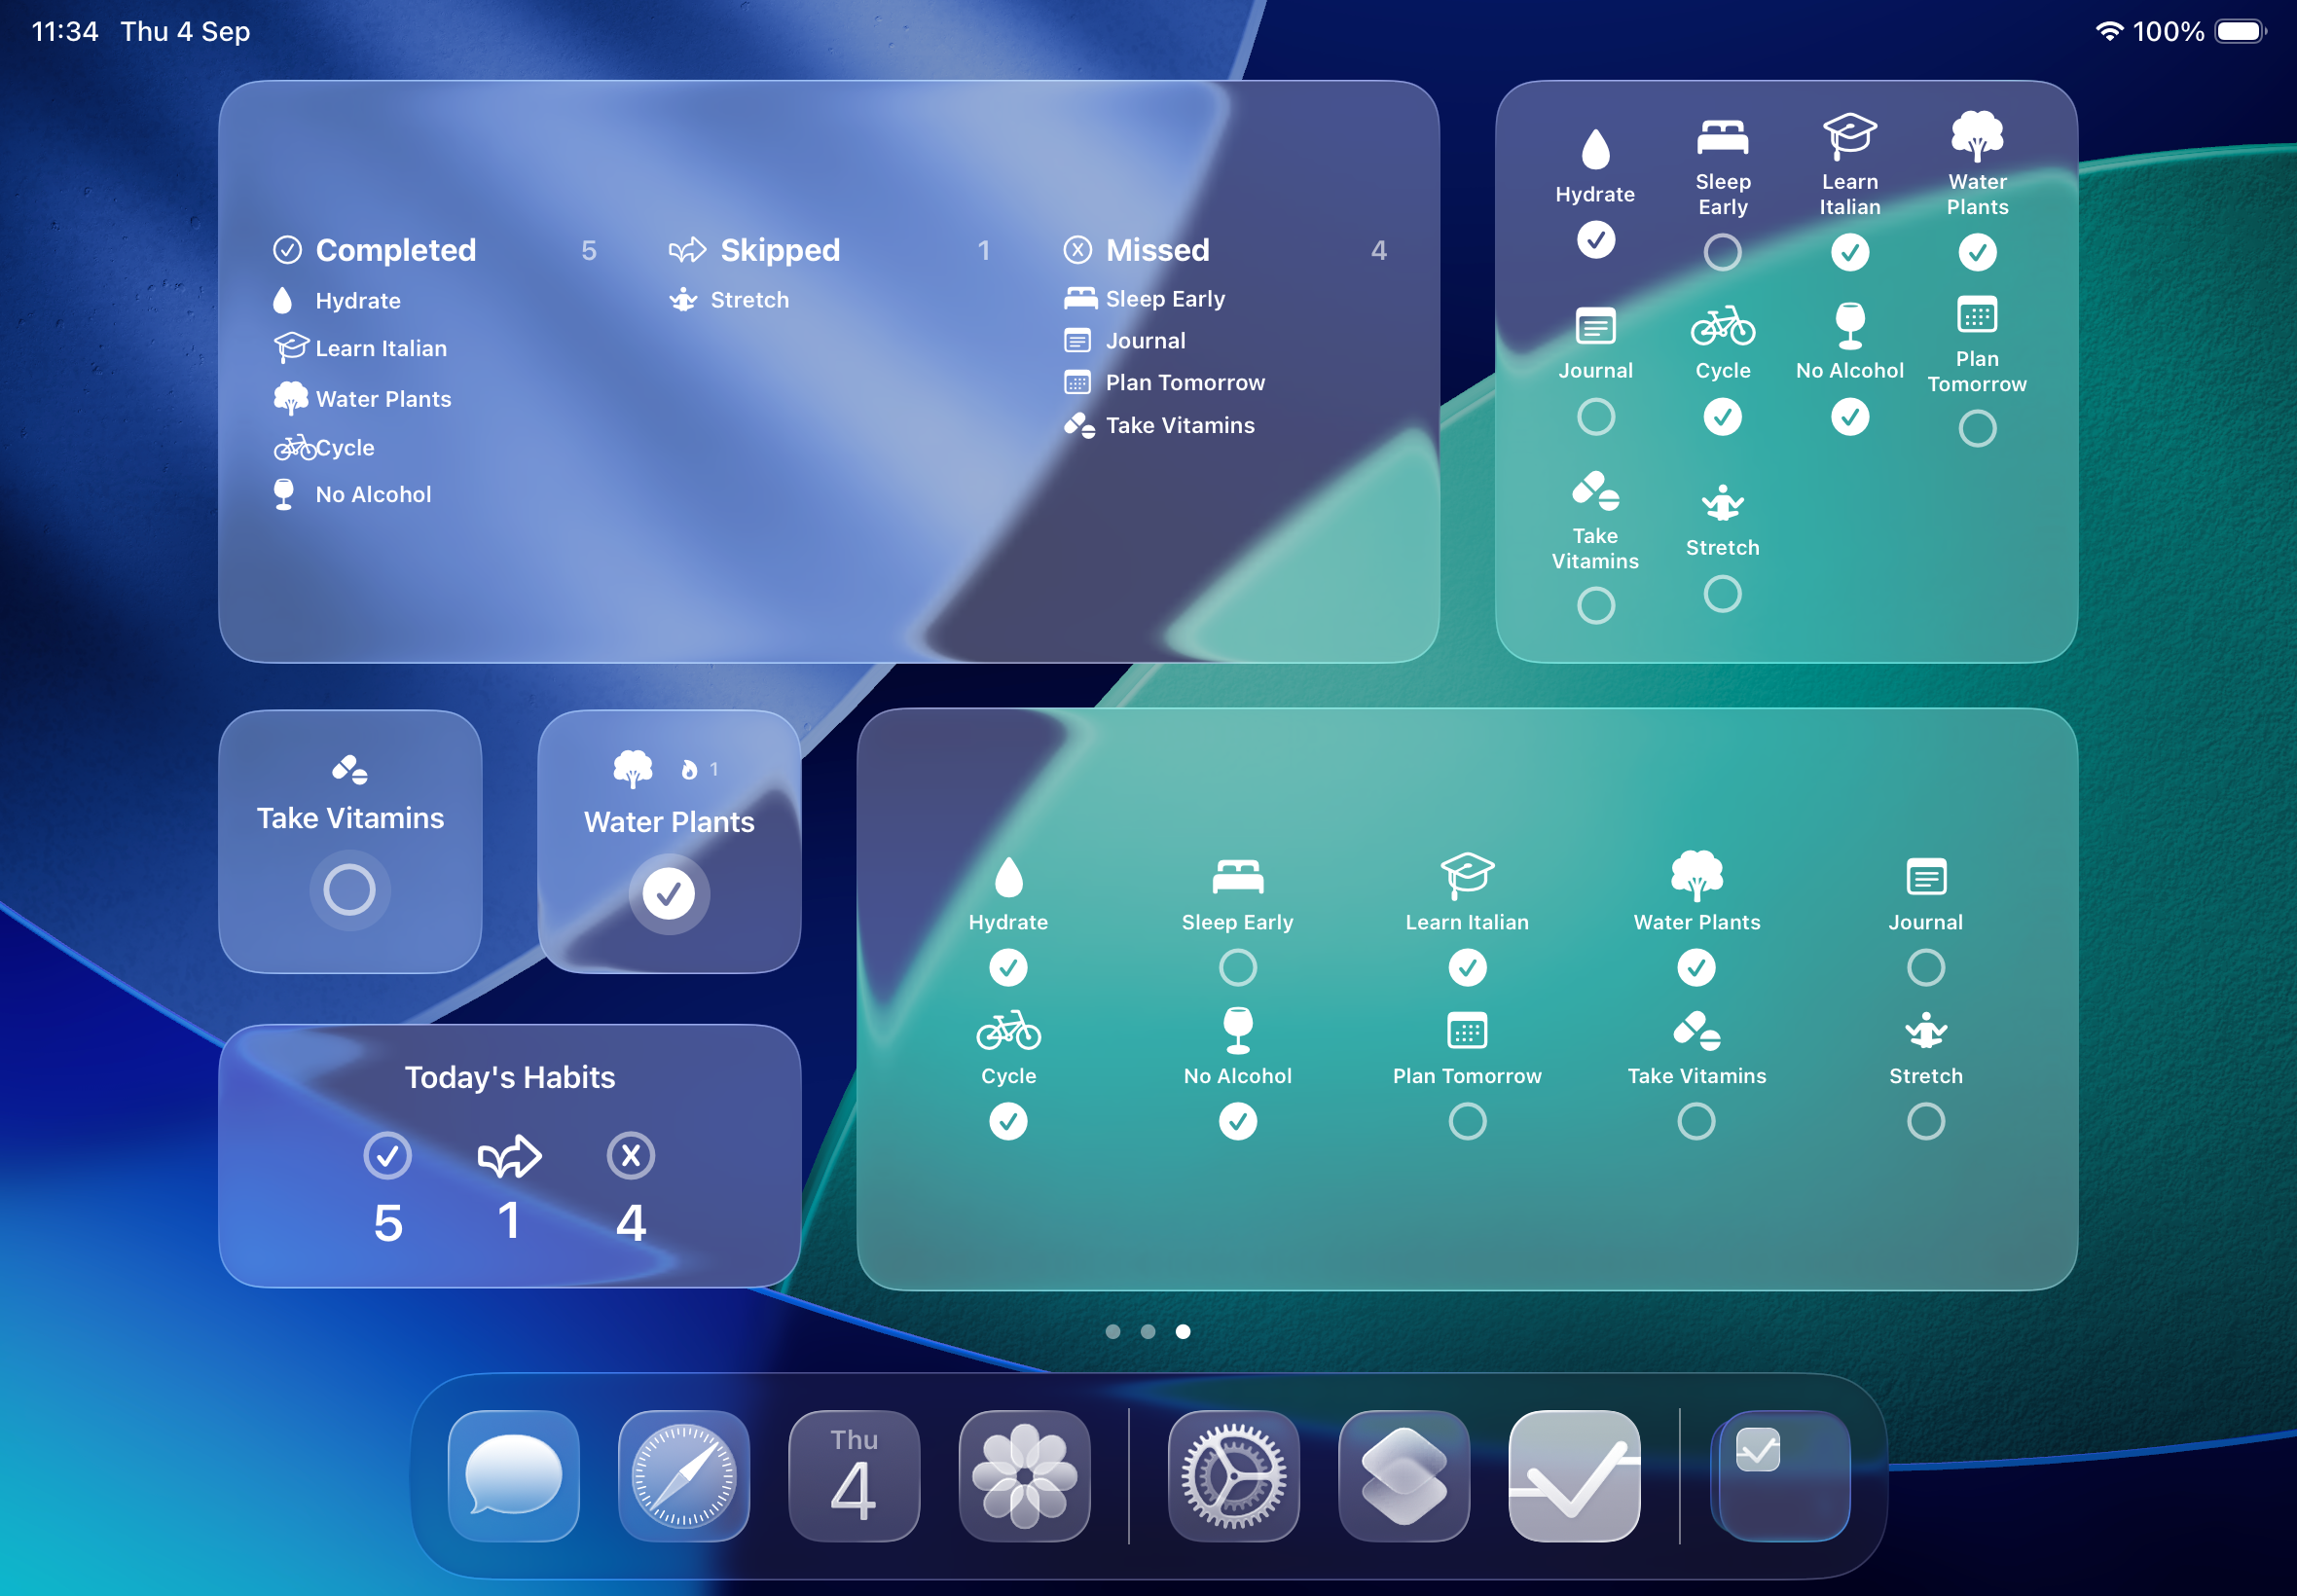 11:34 Thu 4 Sep
100%
Completed 5
Hydrate
Learn Italian
Water Plants
Cycle
No Alcohol
Skipped 1
Stretch
Missed 4
Sleep Early
Journal
Plan Tomorrow
Take Vitamins
Hydrate
Sleep
Early
Learn
Italian
Water
Plants
Journal
Cycle
No Alcohol
Plan
Tomorrow
Take
Vitamins
Stretch
Take Vitamins
1
Water Plants
Today's Habits
5 1 4
Hydrate
Sleep Early
Learn Italian
Water Plants
Journal
Cycle
No Alcohol
Plan Tomorrow
Take Vitamins
Stretch
Thu
4